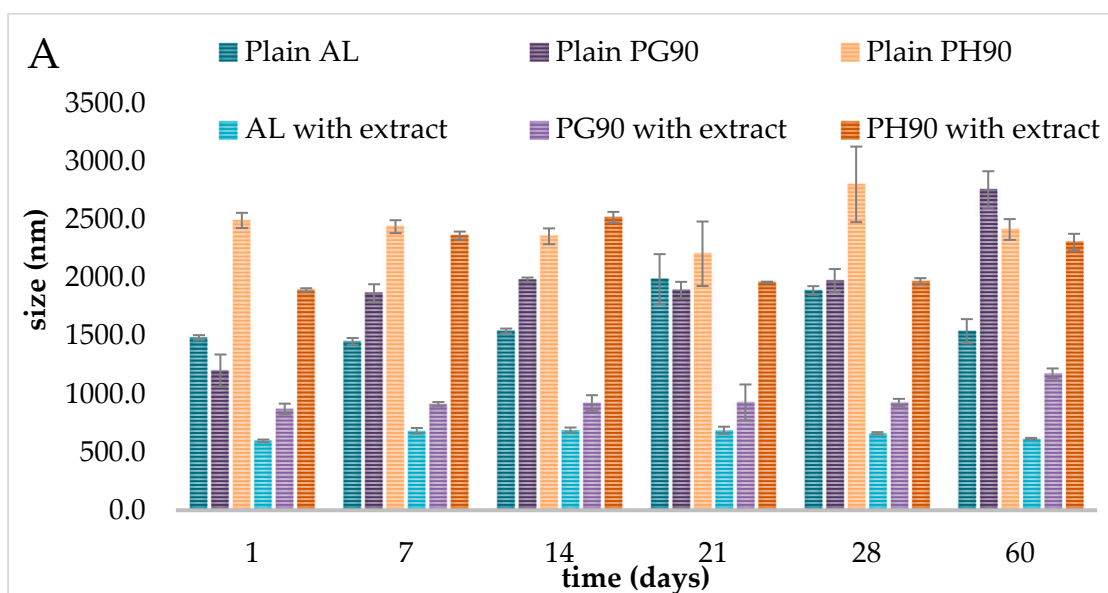 A
Plain AL Plain PG90 Plain PH90
AL with extract PG90 with extract PH90 with extract
3500.0
3000.0
2500.0
2000.0
1500.0
1000.0
500.0
0.0
size (nm)
1 7 14 21 28 60
time (days)